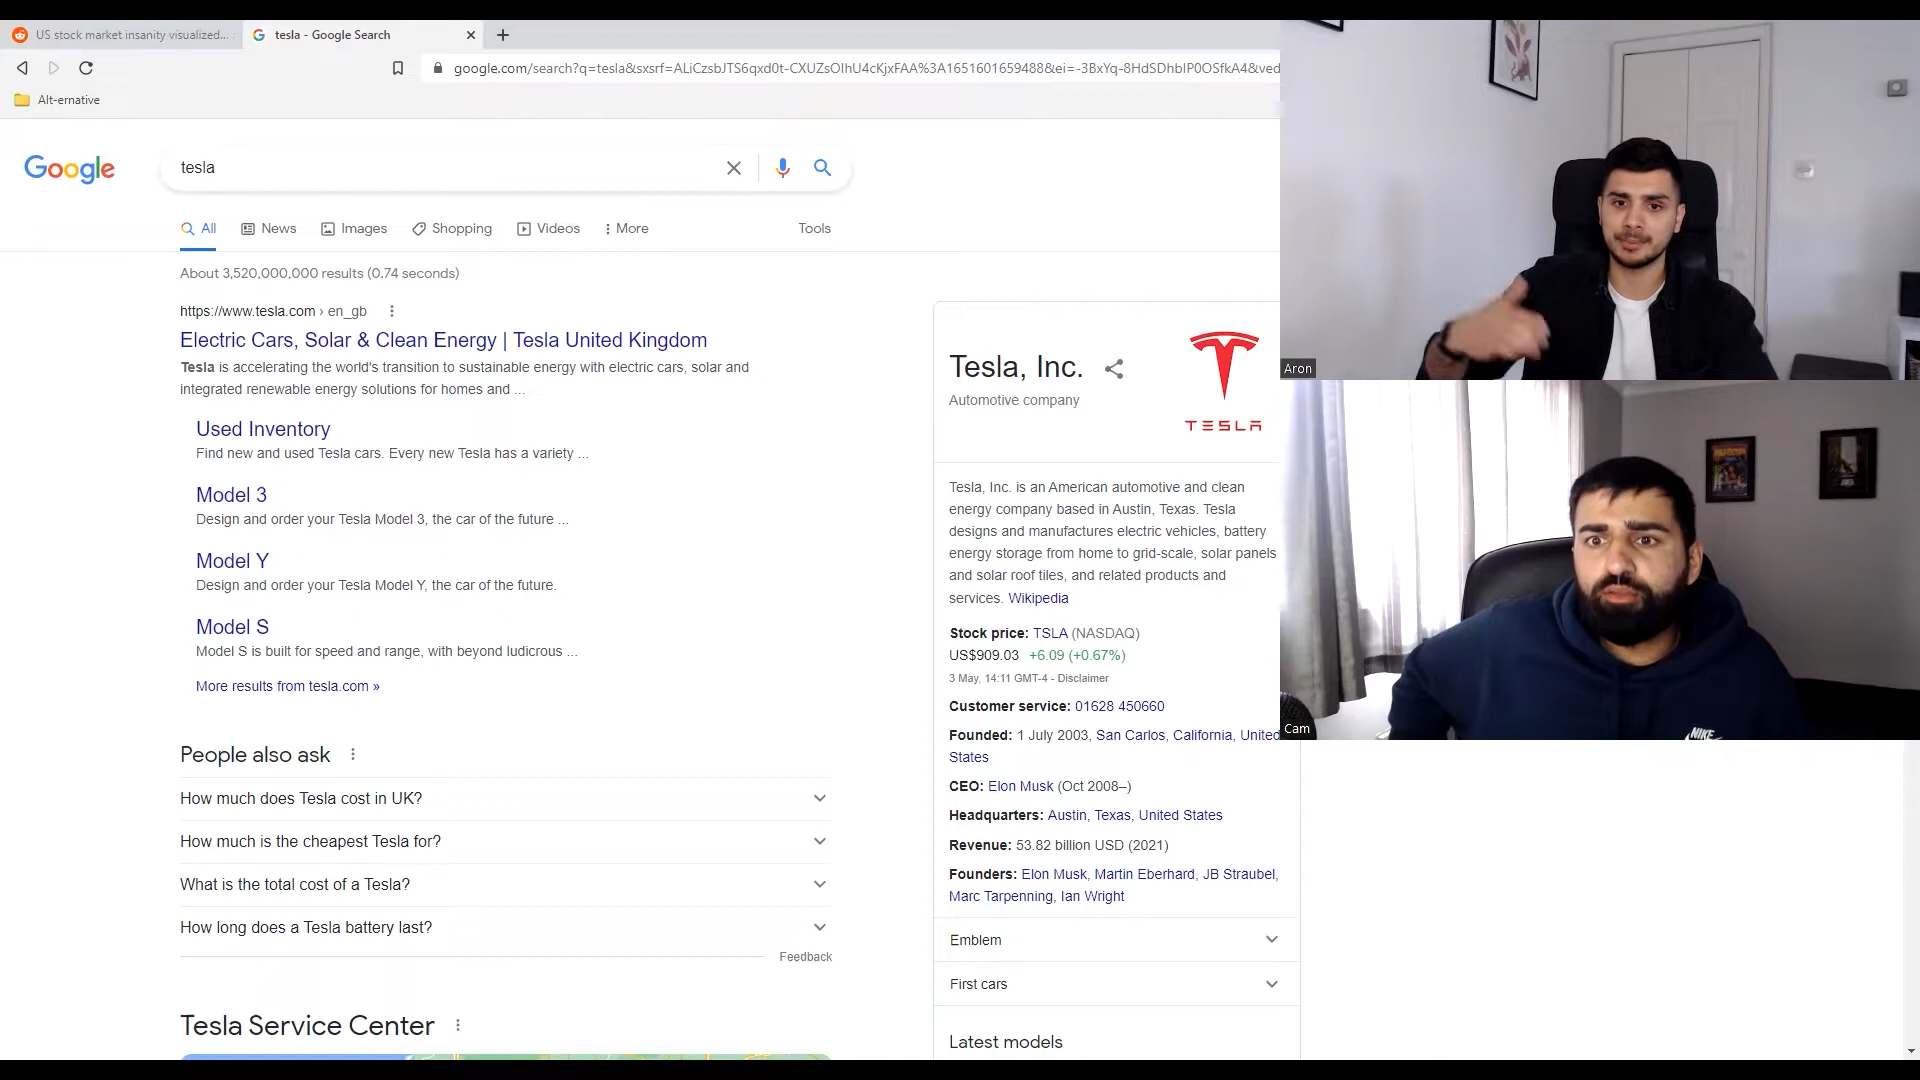 US stock market insanity visualized...
tesla - Google Search
google.com/search?q=tesla&sxsrf=ALiCzsbJTS6qxd0t-CXUZsOIhU4cKjxFAA%3A1651601659488&ei=-3BxYq-8HdSDhbIP0OSfkA4&ved
Alt-ernative
Google
tesla
All
News
Images
Shopping
Videos
More
Tools
About 3,520,000,000 results (0.74 seconds)
https://www.tesla.com › en_gb
Electric Cars, Solar & Clean Energy | Tesla United Kingdom
Tesla is accelerating the world's transition to sustainable energy with electric cars, solar and
integrated renewable energy solutions for homes and ...
Used Inventory
Find new and used Tesla cars. Every new Tesla has a variety ...
Model 3
Design and order your Tesla Model 3, the car of the future ...
Model Y
Design and order your Tesla Model Y, the car of the future.
Model S
Model S is built for speed and range, with beyond ludicrous ...
More results from tesla.com »
People also ask
How much does Tesla cost in UK?
How much is the cheapest Tesla for?
What is the total cost of a Tesla?
How long does a Tesla battery last?
Feedback
Tesla Service Center
Tesla, Inc.
Automotive company
TESLA
Tesla, Inc. is an American automotive and clean
energy company based in Austin, Texas. Tesla
designs and manufactures electric vehicles, battery
energy storage from home to grid-scale, solar panels
and solar roof tiles, and related products and
services. Wikipedia
Stock price: TSLA (NASDAQ)
US$909.03 +6.09 (+0.67%)
3 May, 14:11 GMT-4 - Disclaimer
Customer service: 01628 450660
Founded: 1 July 2003, San Carlos, California, United
States
CEO: Elon Musk (Oct 2008–)
Headquarters: Austin, Texas, United States
Revenue: 53.82 billion USD (2021)
Founders: Elon Musk, Martin Eberhard, JB Straubel,
Marc Tarpenning, Ian Wright
Emblem
First cars
Latest models
Aron
Cam
NIKE